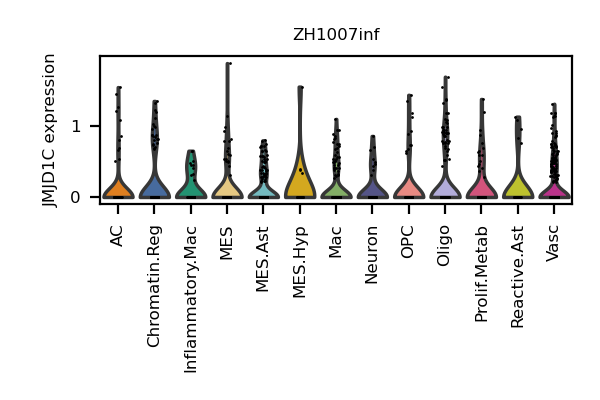 ZH1007inf
JMJD1C expression
1
0
AC
Chromatin.Reg
Inflammatory.Mac
MES
MES.Ast
MES.Hyp
Mac
Neuron
OPC
Oligo
Prolif.Metab
Reactive.Ast
Vasc